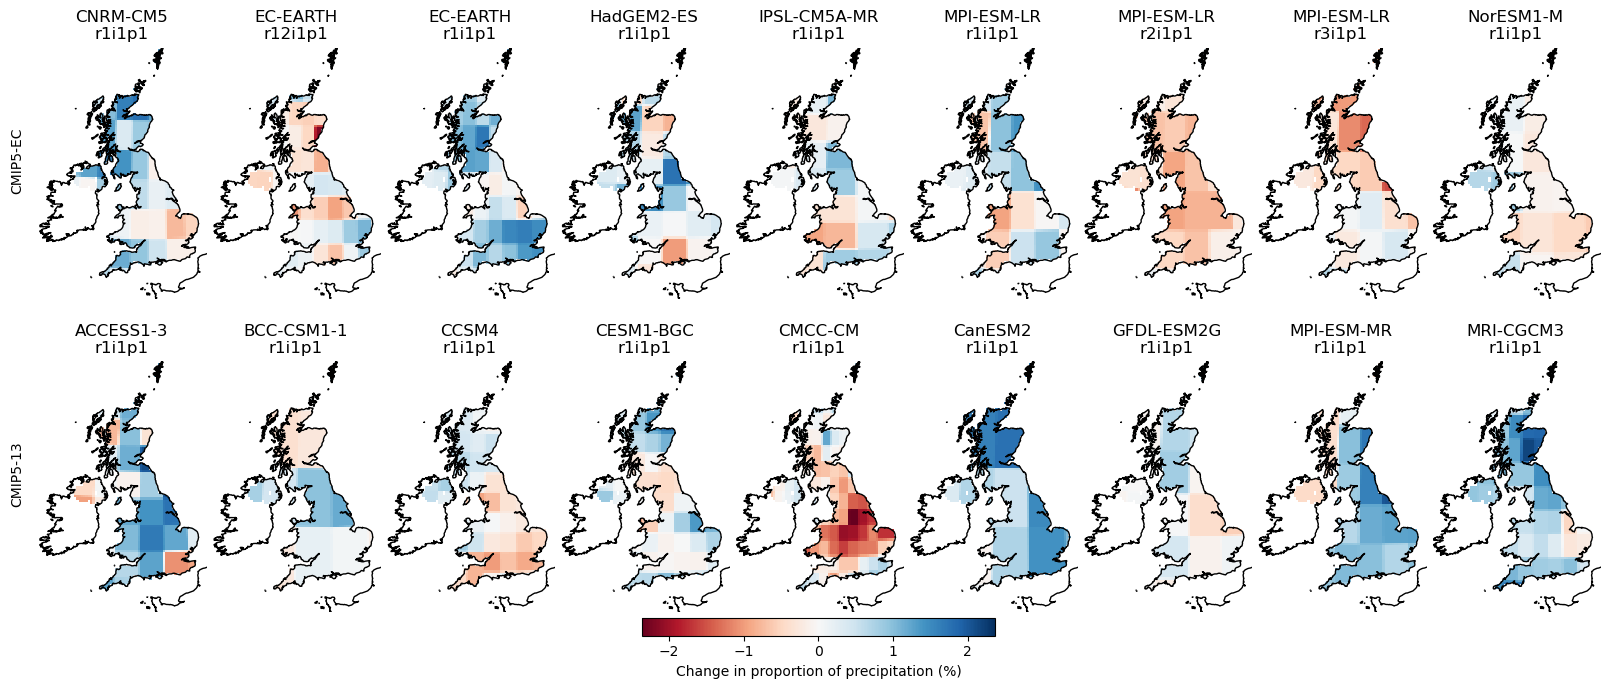 CNRM-CM5 EC-EARTH EC-EARTH HadGEM2-ES IPSL-CM5A-MR MPI-ESM-LR MPI-ESM-LR MPI-ESM-LR NorESM1-M
r1i1p1 r12i1p1 r1i1p1 r1i1p1 r1i1p1 r1i1p1 r2i1p1 r3i1p1 r1i1p1
CMIP5-EC
ACCESS1-3 BCC-CSM1-1 CCSM4 CESM1-BGC CMCC-CM CanESM2 GFDL-ESM2G MPI-ESM-MR MRI-CGCM3
r1i1p1 r1i1p1 r1i1p1 r1i1p1 r1i1p1 r1i1p1 r1i1p1 r1i1p1 r1i1p1
CMIP5-13
−2 −1 0 1 2
Change in proportion of precipitation (%)